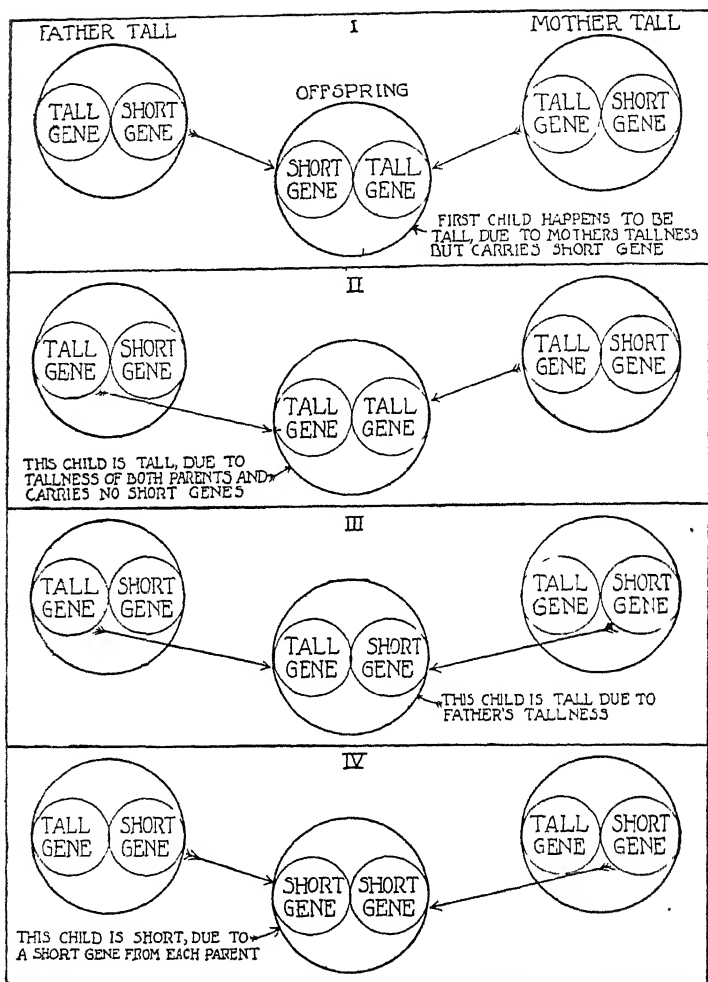 I
FATHER TALL
MOTHER TALL
OFFSPRING
TALL GENE
SHORT GENE
SHORT GENE
TALL GENE
TALL GENE
SHORT GENE
FIRST CHILD HAPPENS TO BE
TALL, DUE TO MOTHERS TALLNESS
BUT CARRIES SHORT GENE
II
TALL GENE
SHORT GENE
TALL GENE
TALL GENE
TALL GENE
SHORT GENE
THIS CHILD IS TALL, DUE TO
TALLNESS OF BOTH PARENTS AND
CARRIES NO SHORT GENES
III
TALL GENE
SHORT GENE
TALL GENE
SHORT GENE
TALL GENE
SHORT GENE
THIS CHILD IS TALL DUE TO
FATHER'S TALLNESS
IV
TALL GENE
SHORT GENE
SHORT GENE
SHORT GENE
TALL GENE
SHORT GENE
THIS CHILD IS SHORT, DUE TO
A SHORT GENE FROM EACH PARENT